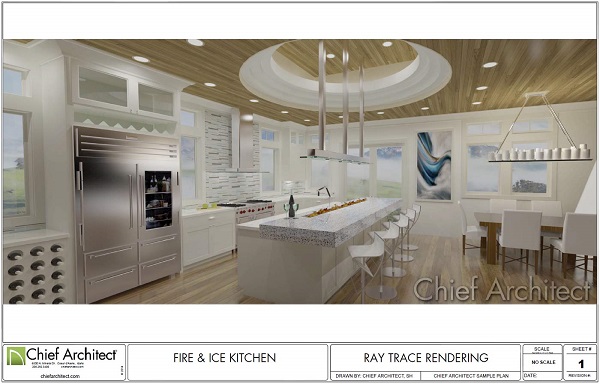 Chief Architect
Chief Architect®
chiefarchitect.com
FIRE & ICE KITCHEN
RAY TRACE RENDERING
DRAWN BY: CHIEF ARCHITECT, SH
CHIEF ARCHITECT SAMPLE PLAN
SCALE
NO SCALE
DATE:
SHEET #
1
REVISION #: